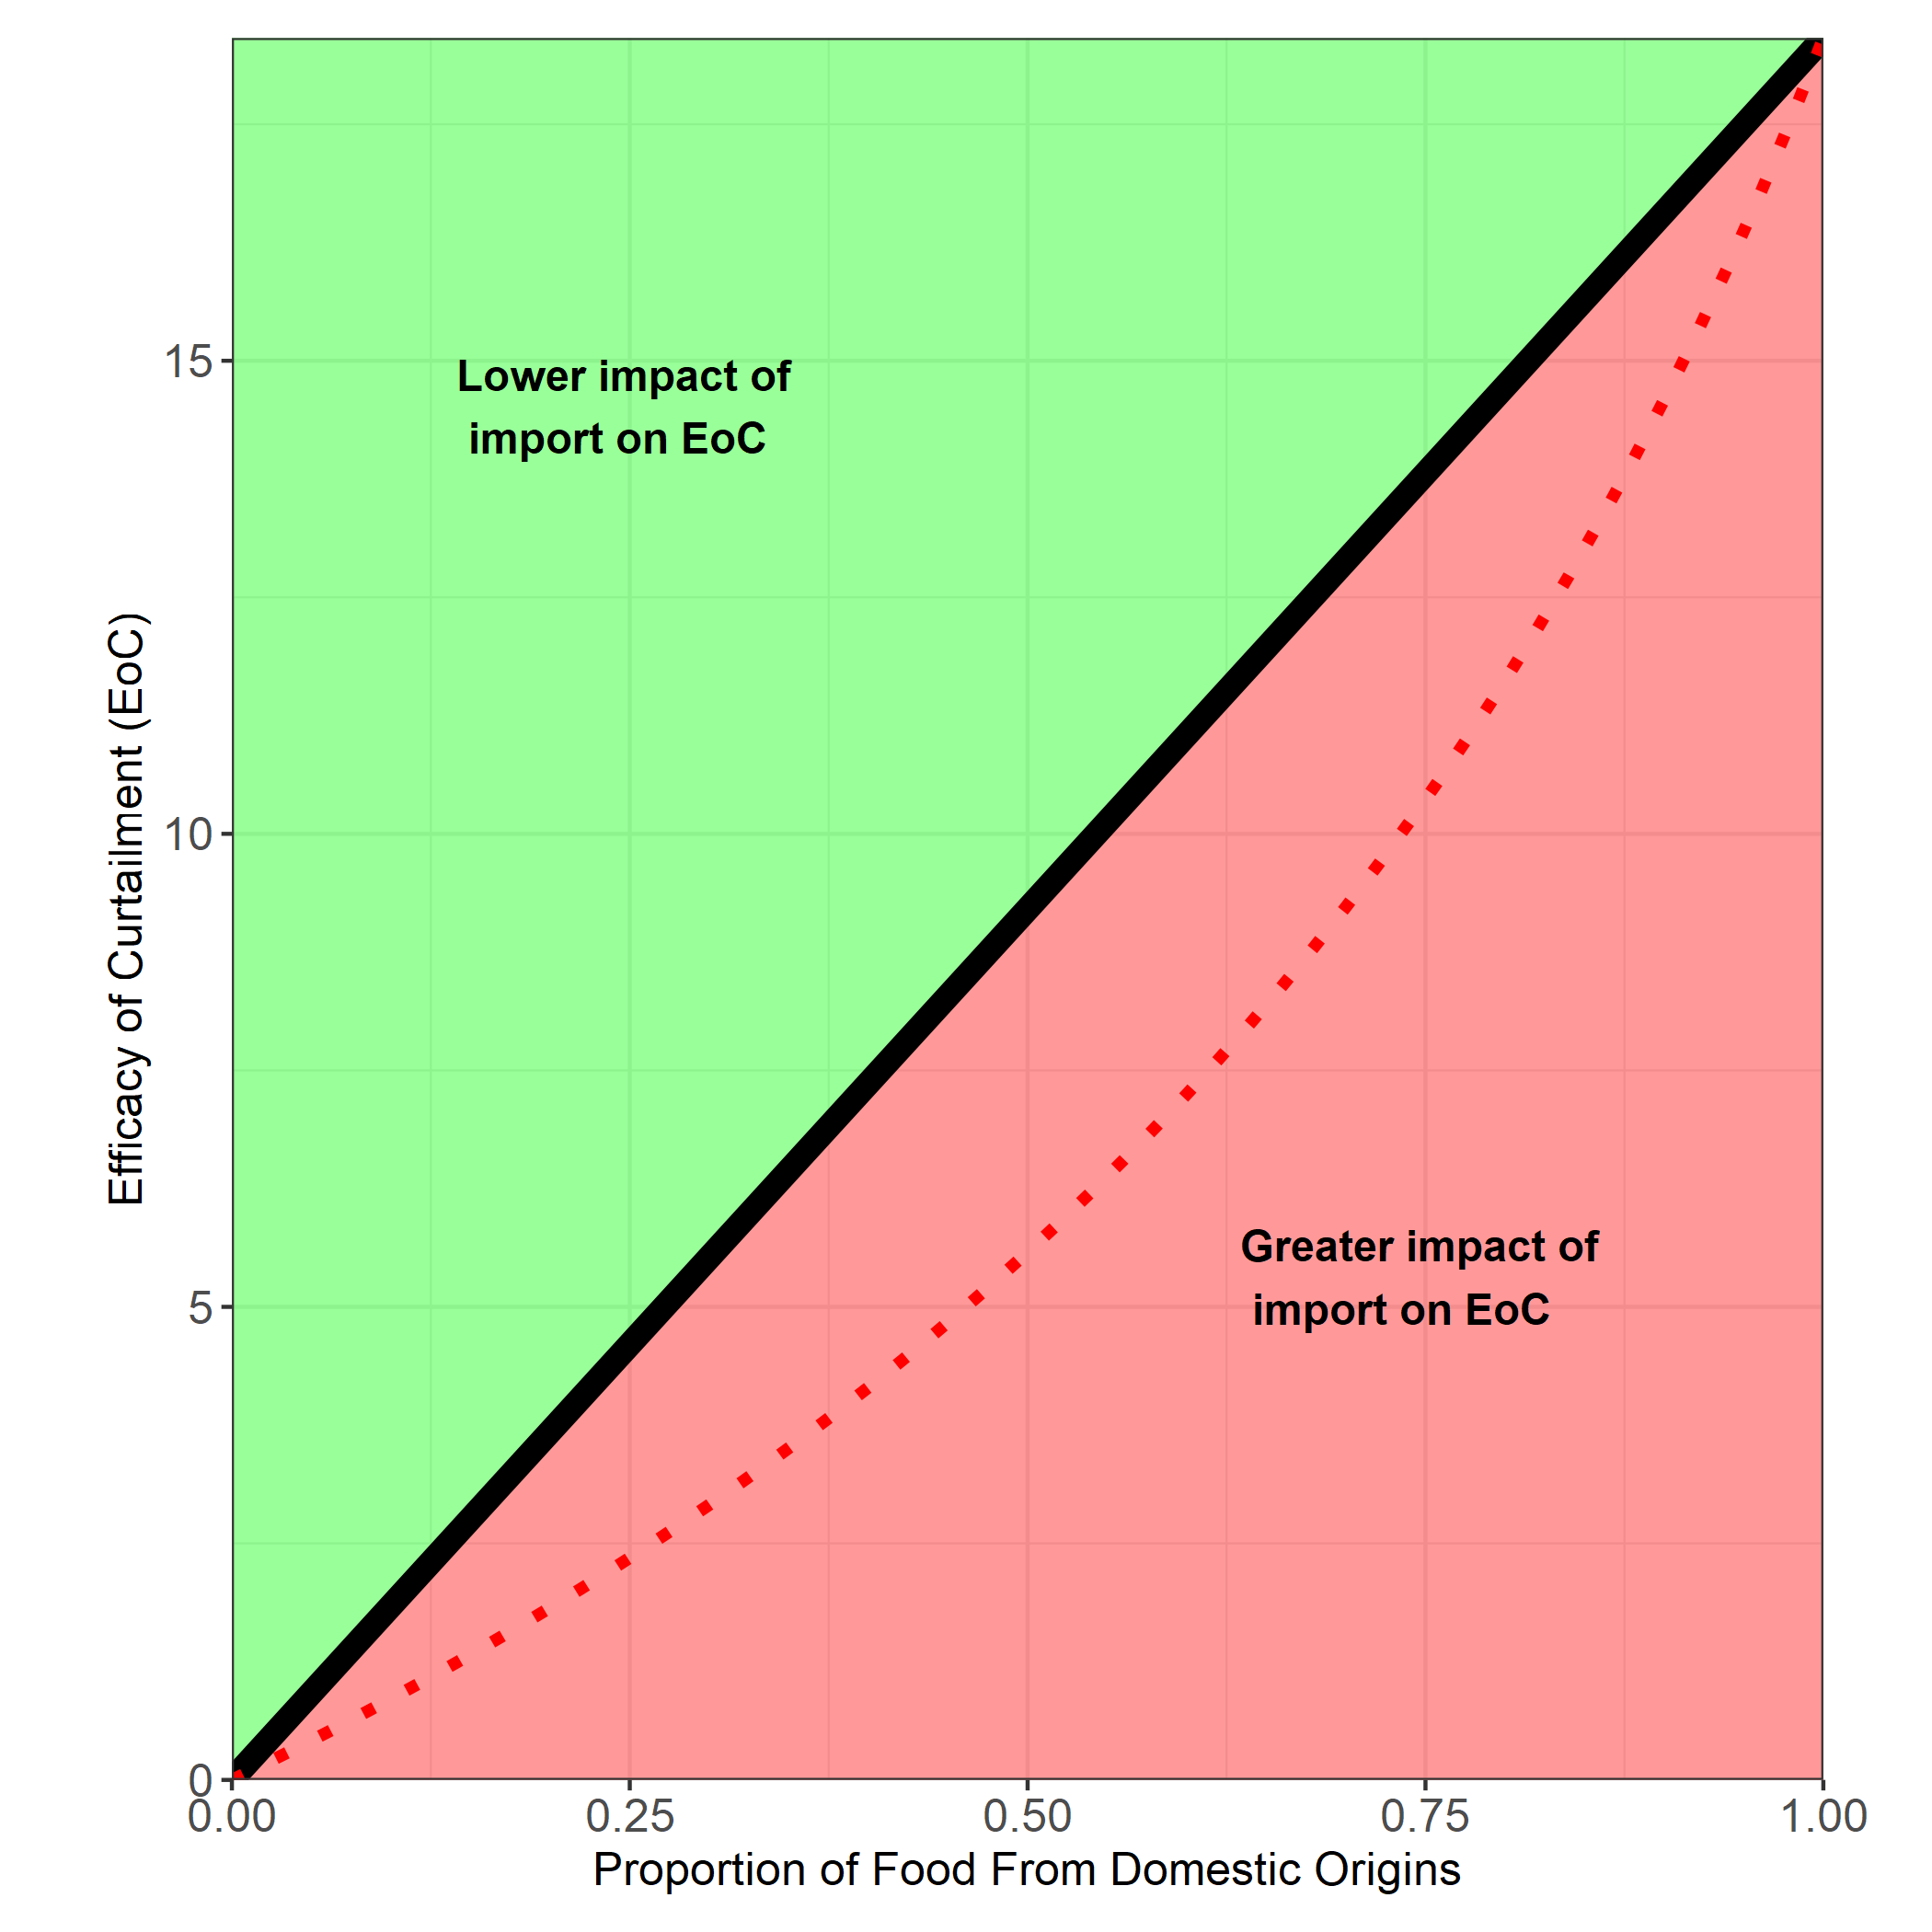 Lower impact of
import on EoC
Greater impact of
import on EoC
Efficacy of Curtailment (EoC)
15
10
5
0
0.00 0.25 0.50 0.75 1.00
Proportion of Food From Domestic Origins